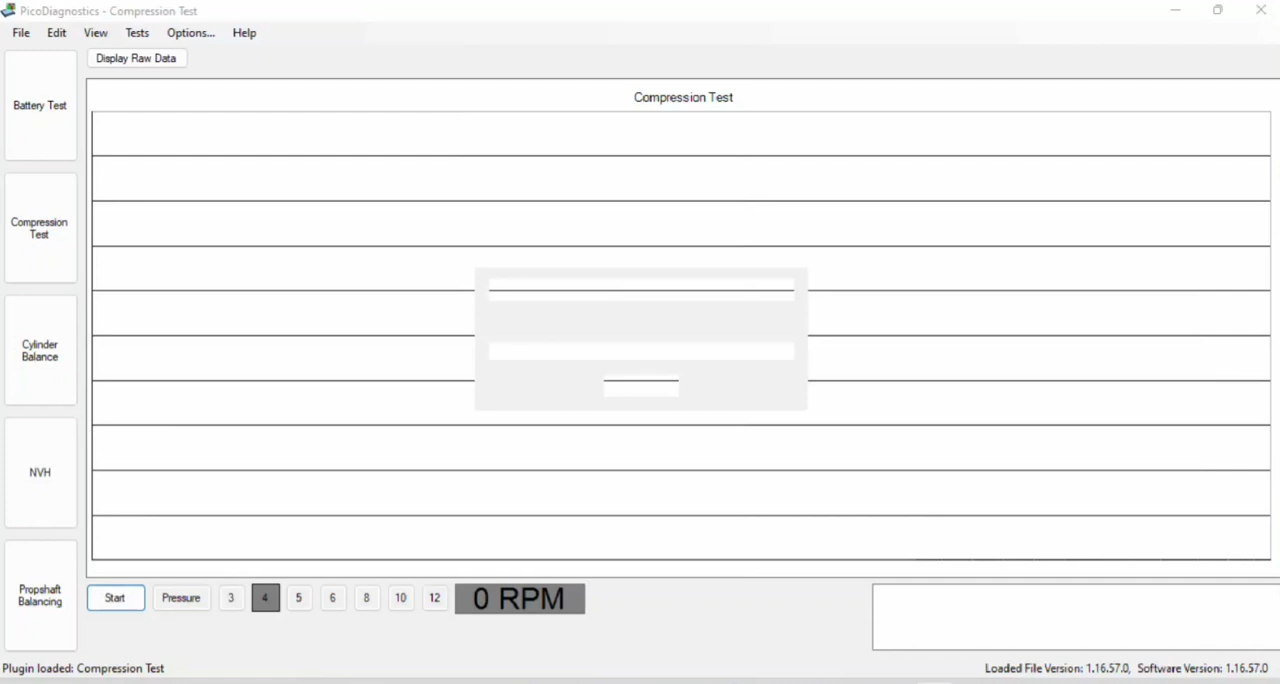 PicoDiagnostics - Compression Test
File Edit View Tests Options... Help
Display Raw Data
Battery Test
Compression
Test
Cylinder
Balance
NVH
Propshaft
Balancing
Compression Test
Start Pressure 3 4 5 6 8 10 12 0 RPM
Plugin loaded: Compression Test
Loaded File Version: 1.16.57.0, Software Version: 1.16.57.0